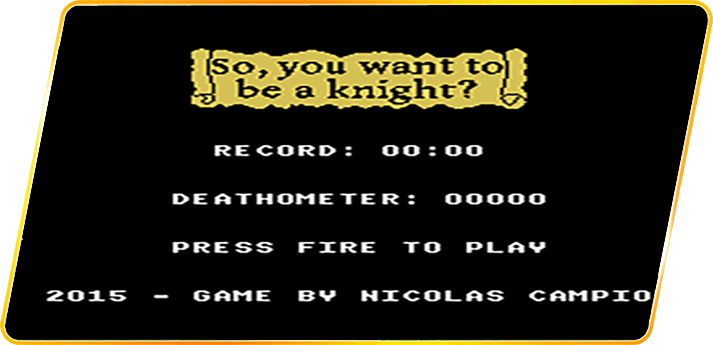 So, you want to
be a knight?
RECORD: 00:00
DEATHOMETER: 00000
PRESS FIRE TO PLAY
2015 - GAME BY NICOLAS CAMPIO